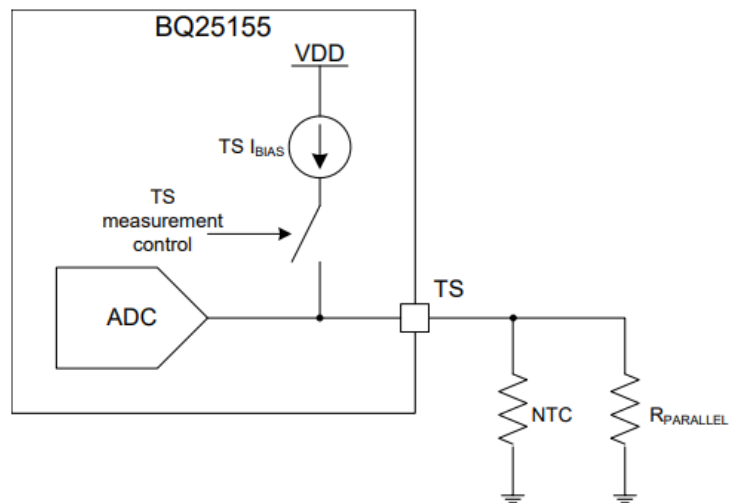 BQ25155
VDD
TS IBIAS
TS
measurement
control
TS
ADC
NTC
RPARALLEL